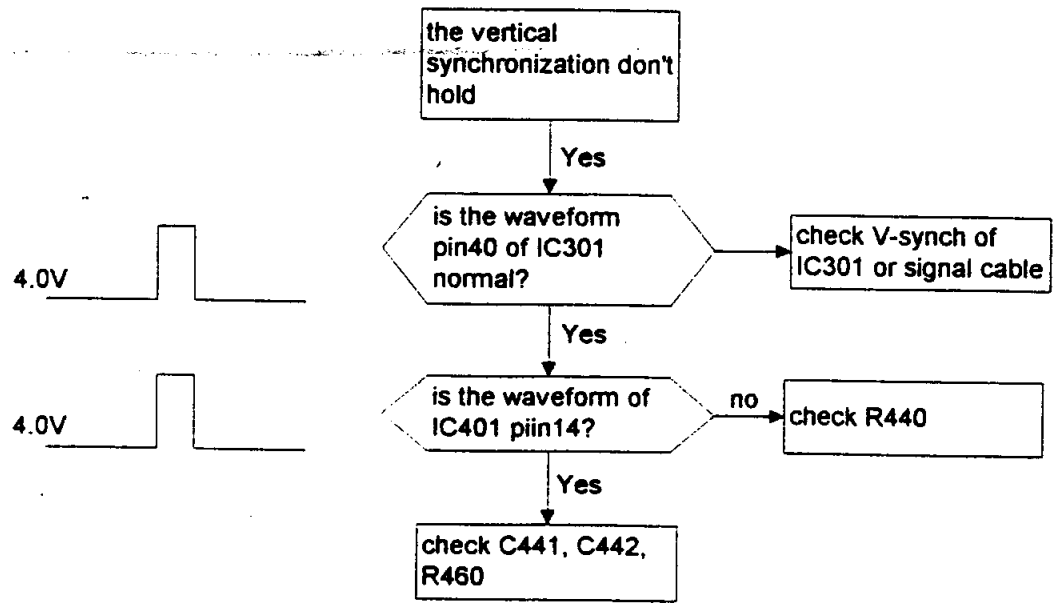 the vertical
synchronization don't
hold
Yes
is the waveform
pin40 of IC301
normal?
check V-synch of
IC301 or signal cable
4.0V
Yes
is the waveform of
IC401 piin14?
no
check R440
4.0V
Yes
check C441, C442,
R460